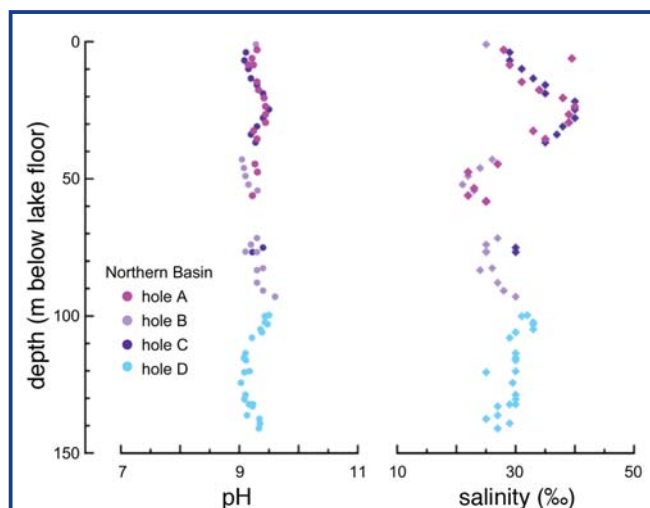 0
50
100
150
depth (m below lake floor)
Northern Basin
hole A
hole B
hole C
hole D
7 9 11
pH
10 30 50
salinity (‰)